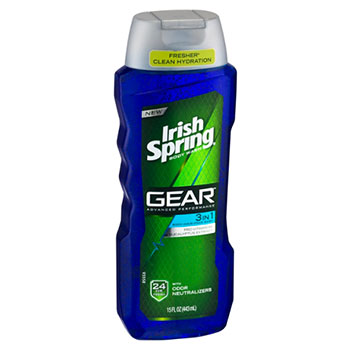 FRESHER*
CLEAN HYDRATION
NEW
Irish
Spring
BODY WASH
GEAR™
ADVANCED PERFORMANCE
3 IN 1
24
WITH
ODOR
NEUTRALIZERS
15 FL OZ (443 mL)